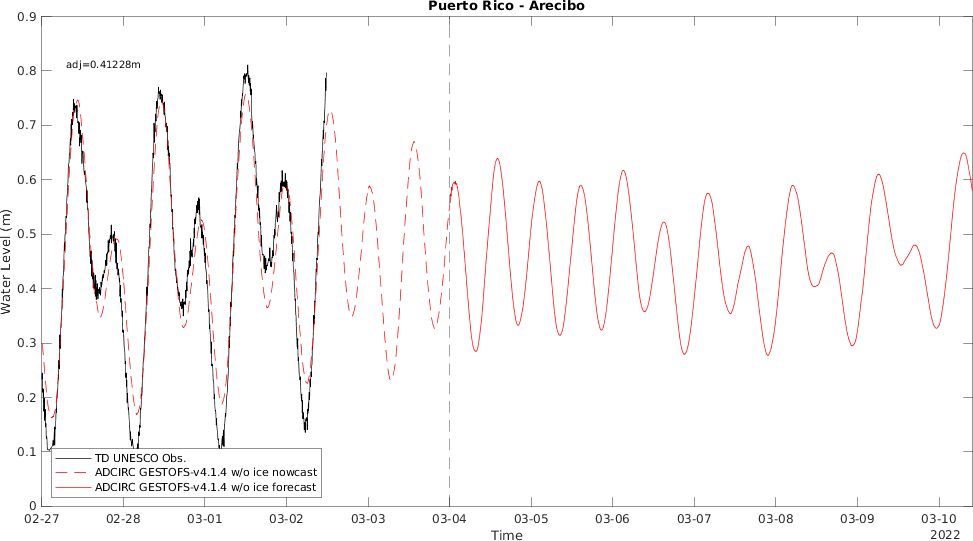 Puerto Rico - Arecibo
0.9
0.8
adj=0.41228m
0.7
0.6
0.5
Water Level (m)
0.4
0.3
0.2
0.1
0
TD UNESCO Obs.
ADCIRC GESTOFS-v4.1.4 w/o ice nowcast
ADCIRC GESTOFS-v4.1.4 w/o ice forecast
02-27 02-28 03-01 03-02 03-03 03-04 03-05 03-06 03-07 03-08 03-09 03-10
Time
2022